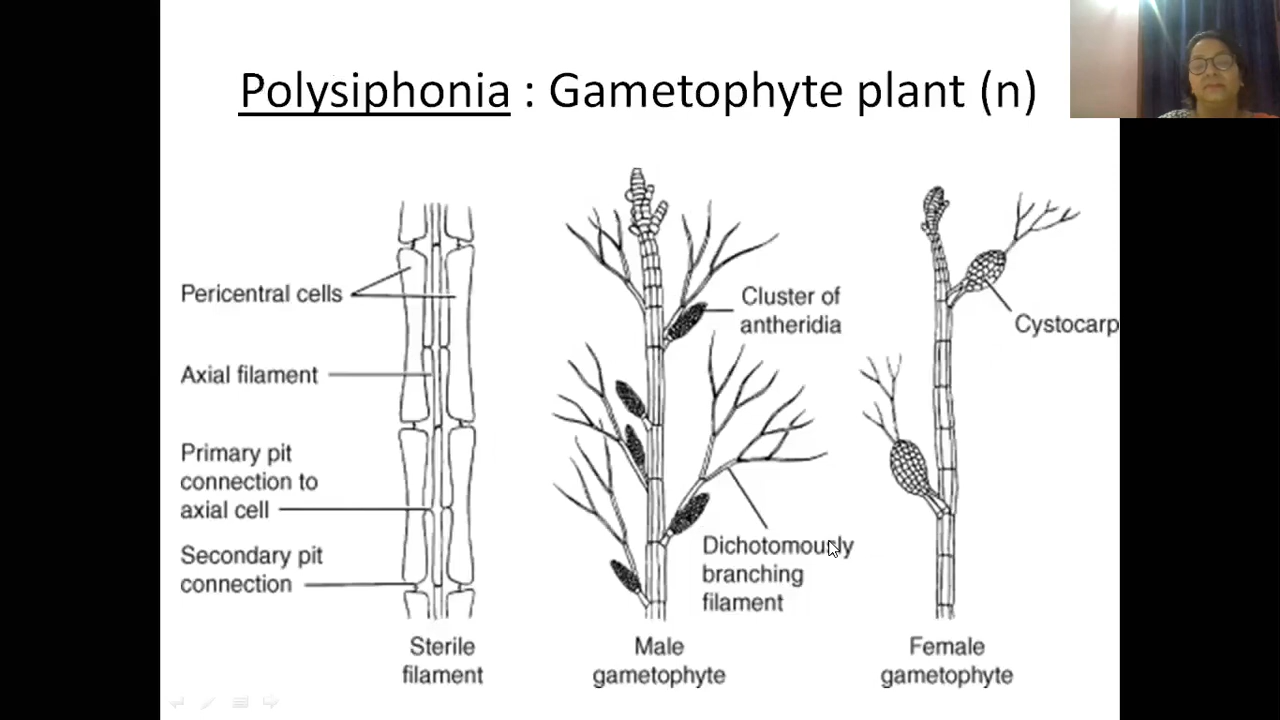 Polysiphonia : Gametophyte plant (n)
Pericentral cells
Axial filament
Primary pit
connection to
axial cell
Secondary pit
connection
Sterile
filament
Cluster of
antheridia
Dichotomously
branching
filament
Male
gametophyte
Cystocarp
Female
gametophyte